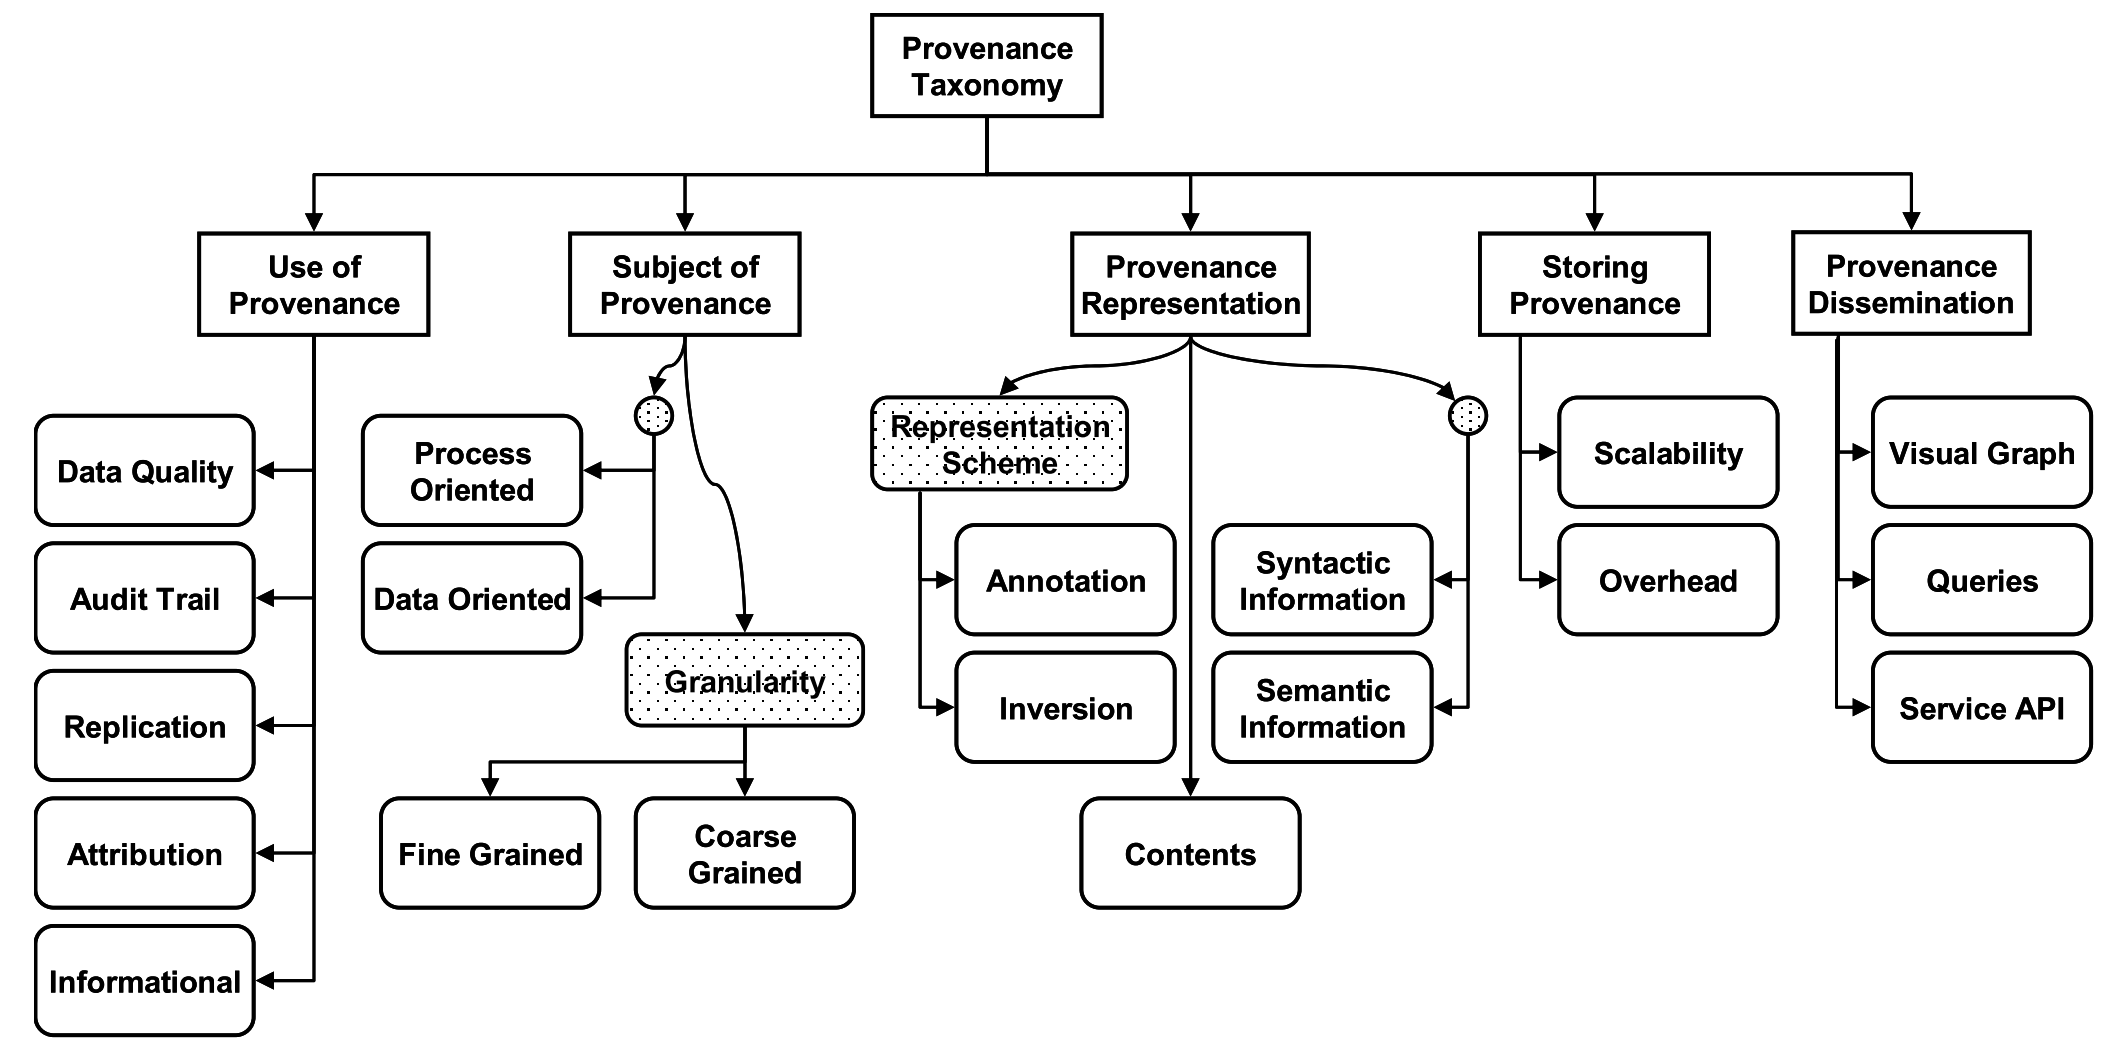 Provenance
Taxonomy
Use of
Provenance
Subject of
Provenance
Provenance
Representation
Storing
Provenance
Provenance
Dissemination
Data Quality
Audit Trail
Replication
Attribution
Informational
Process
Oriented
Data Oriented
Granularity
Fine Grained
Coarse
Grained
Representation
Scheme
Annotation
Inversion
Contents
Syntactic
Information
Semantic
Information
Scalability
Overhead
Visual Graph
Queries
Service API